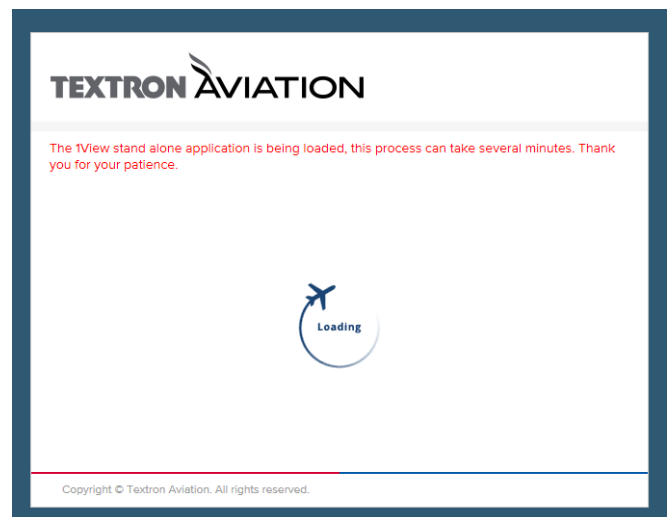 TEXTRON AVIATION
The 1View stand alone application is being loaded, this process can take several minutes. Thank
you for your patience.
Loading
Copyright © Textron Aviation. All rights reserved.